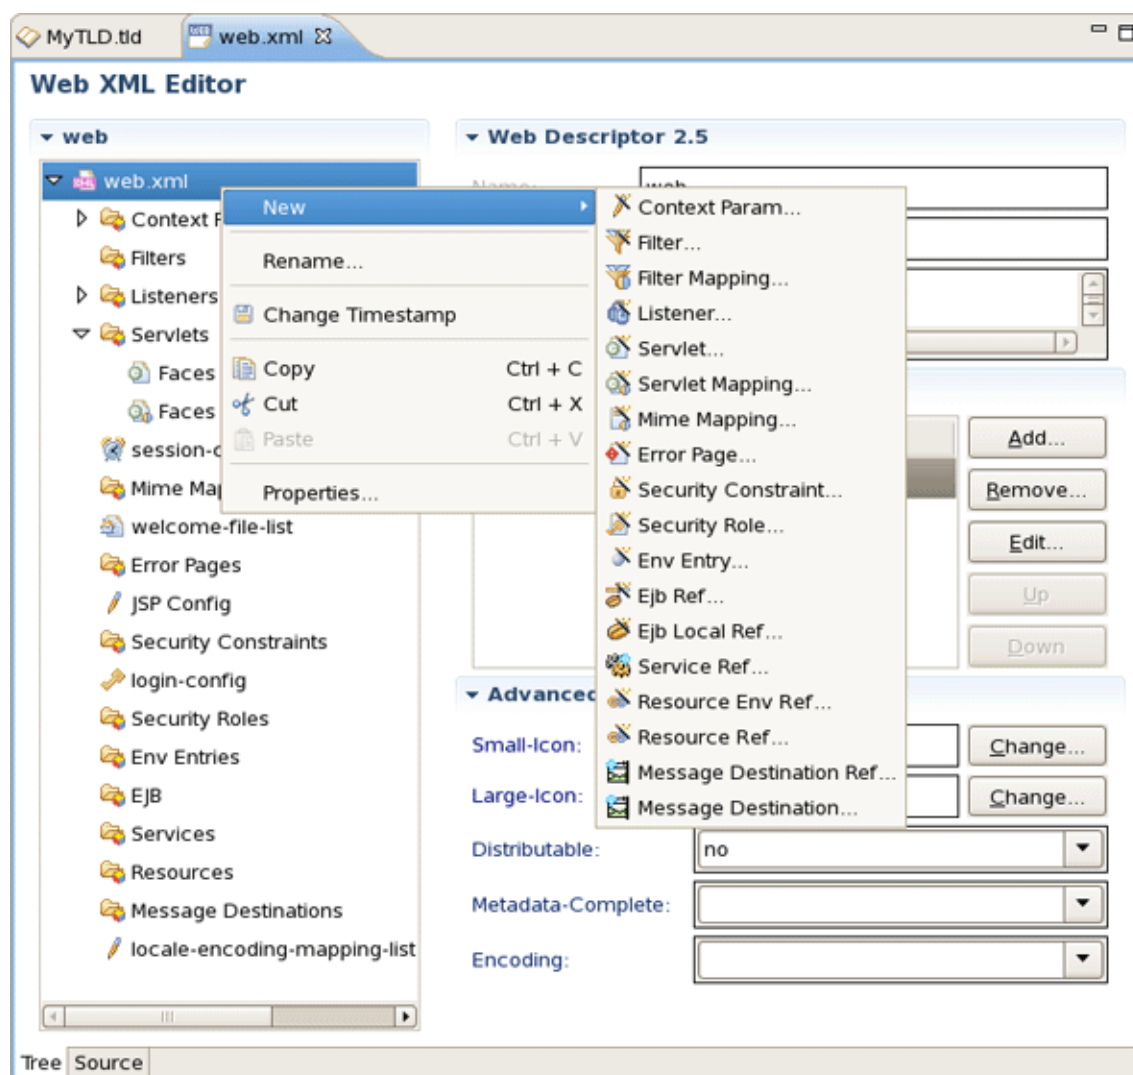 MyTLD.tld
web.xml
Web XML Editor
web
web.xml
Context
Filters
Listeners
Servlets
Faces
Faces
session-
Mime
welcome-file-list
Error Pages
JSP Config
Security Constraints
login-config
Security Roles
Env Entries
EJB
Services
Resources
Message Destinations
locale-encoding-mapping-list
New
Rename...
Change Timestamp
Copy Ctrl + C
Cut Ctrl + X
Paste Ctrl + V
Properties...
Context Param...
Filter...
Filter Mapping...
Listener...
Servlet...
Servlet Mapping...
Mime Mapping...
Error Page...
Security Constraint...
Security Role...
Env Entry...
Ejb Ref...
Ejb Local Ref...
Service Ref...
Resource Env Ref...
Resource Ref...
Message Destination Ref...
Message Destination...
Web Descriptor 2.5
Name: web
Add...
Remove...
Edit...
Up
Down
Advanced
Small-Icon: Change...
Large-Icon: Change...
Distributable: no
Metadata-Complete:
Encoding:
Tree Source